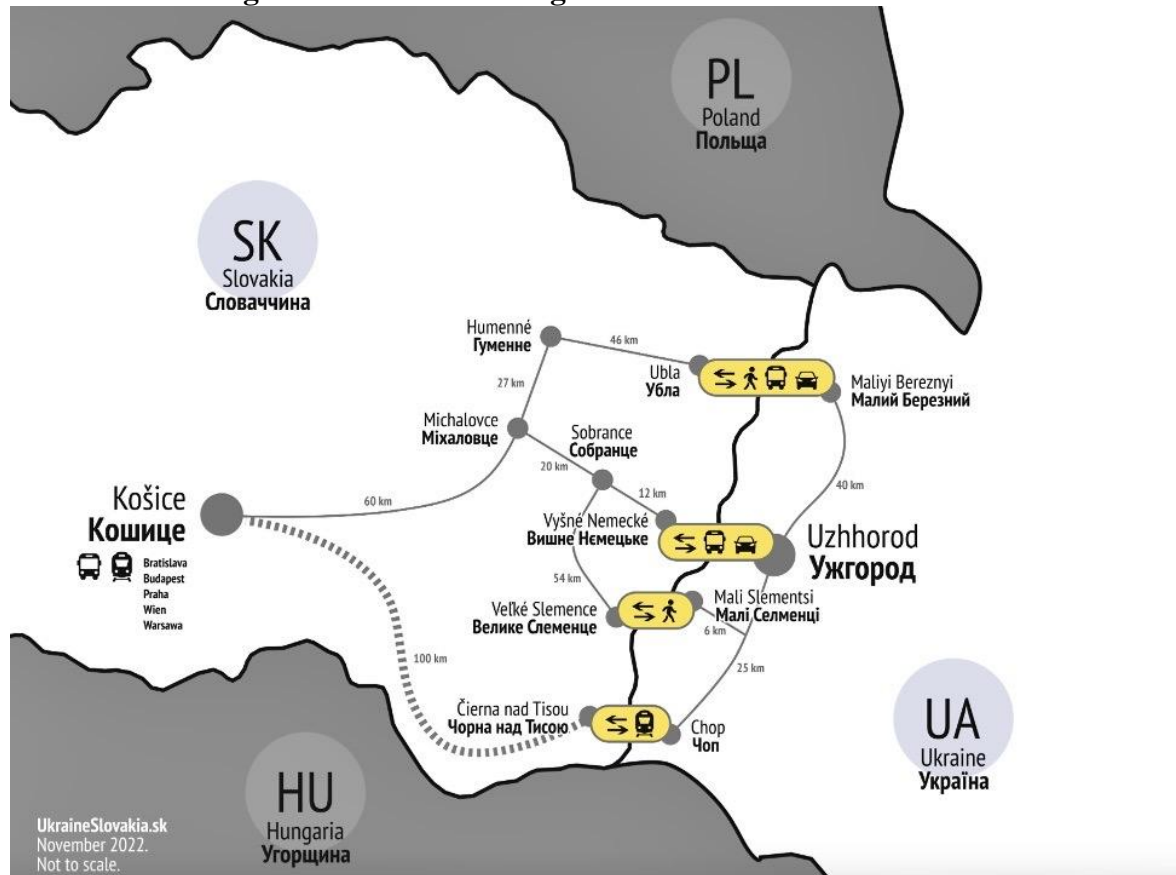 PL
Poland
Польща
SK
Slovakia
Словаччина
Humenné
Гуменне
46 km
Ubla
Убла
Maliyi Bereznyi
Малий Березний
27 km
Michalovce
Міхаловце
Sobrance
Собранце
20 km
12 km
40 km
Košice
Кошице
60 km
Bratislava
Budapest
Praha
Wien
Warsawa
Vyšné Nemecké
Вишне Нємецьке
Uzhhorod
Ужгород
54 km
Veľké Slemence
Велике Слеменце
Mali Slementsi
Малі Селменці
6 km
25 km
100 km
Čierna nad Tisou
Чорна над Тисою
Chop
Чоп
UA
Ukraine
Україна
HU
Hungaria
Угорщина
UkraineSlovakia.sk
November 2022.
Not to scale.